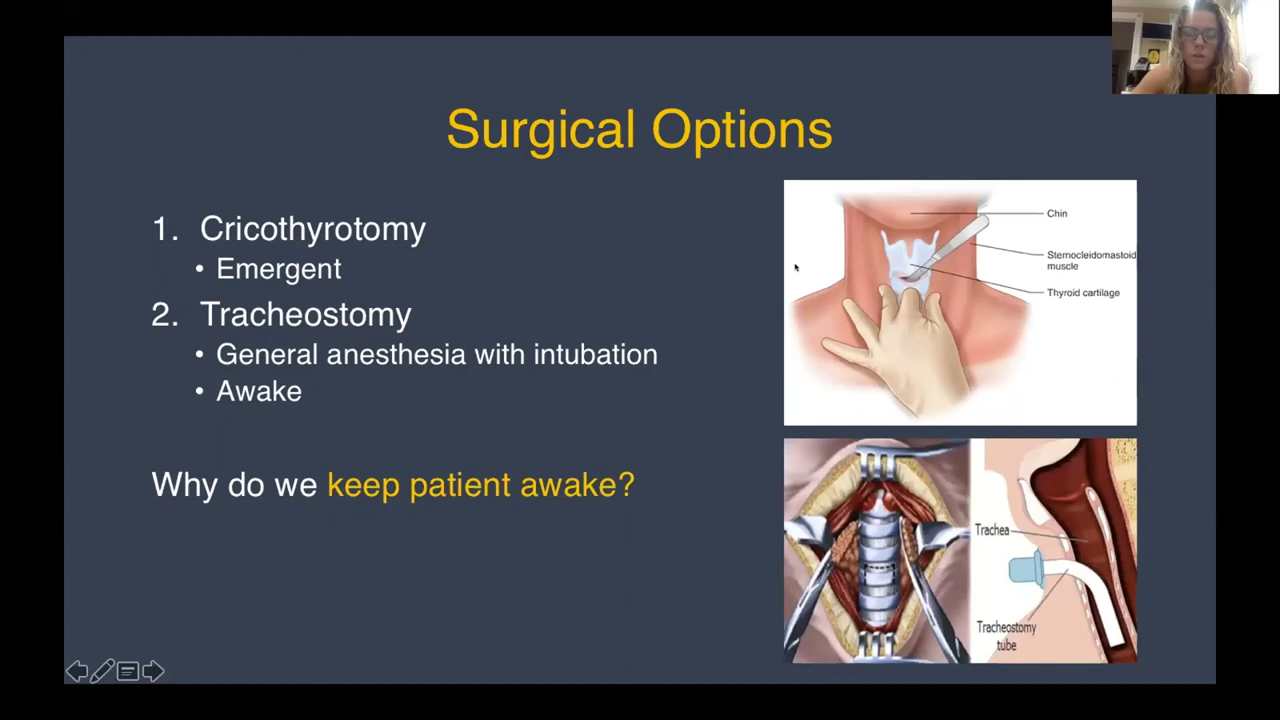 Surgical Options
1. Cricothyrotomy
• Emergent
2. Tracheostomy
• General anesthesia with intubation
• Awake
Why do we keep patient awake?
Chin
Sternocleidomastoid
muscle
Thyroid cartilage
Trachea
Tracheostomy
tube